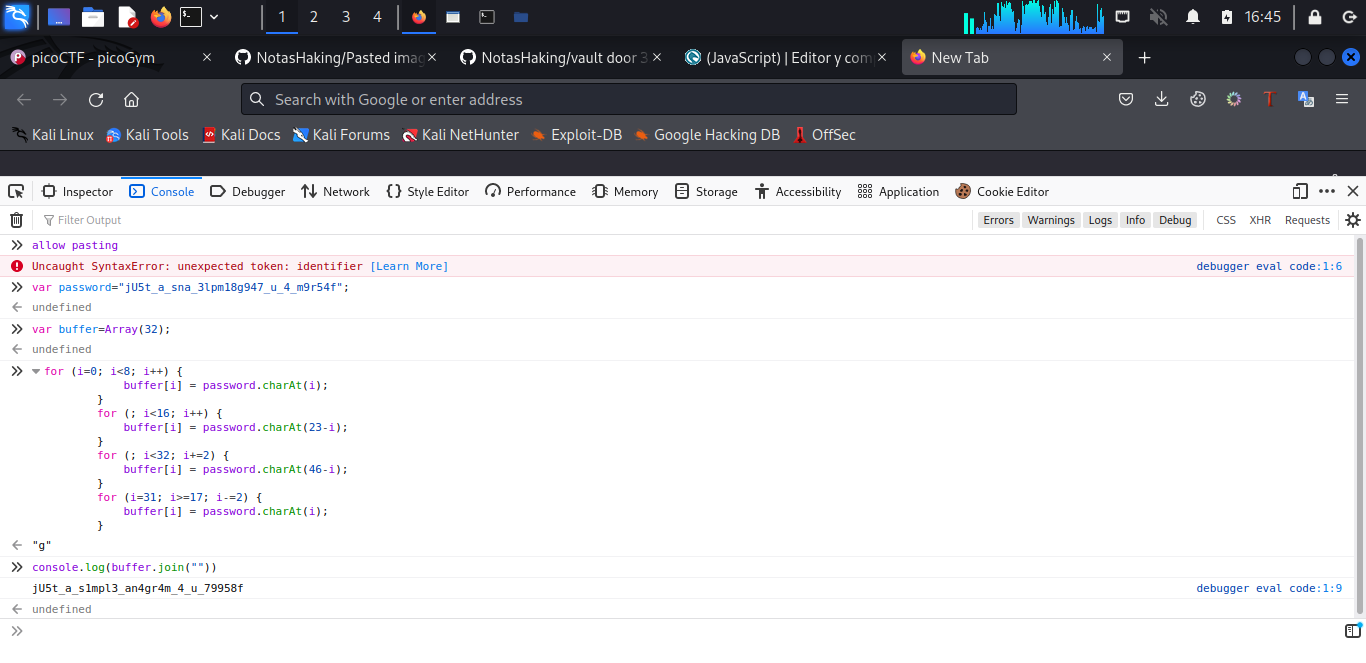 1 2 3 4 16:45
picoCTF - picoGym NotasHaking/Pasted imag NotasHaking/vault door 3 (JavaScript) | Editor y com New Tab
Search with Google or enter address
Kali Linux Kali Tools Kali Docs Kali Forums Kali NetHunter Exploit-DB Google Hacking DB OffSec
Inspector Console Debugger Network Style Editor Performance Memory Storage Accessibility Application Cookie Editor
Filter Output Errors Warnings Logs Info Debug CSS XHR Requests
allow pasting
Uncaught SyntaxError: unexpected token: identifier [Learn More] debugger eval code:1:6
var password="jU5t_a_sna_3lpm18g947_u_4_m9r54f";
undefined
var buffer=Array(32);
undefined
for (i=0; i<8; i++) {
buffer[i] = password.charAt(i);
}
for (; i<16; i++) {
buffer[i] = password.charAt(23-i);
}
for (; i<32; i+=2) {
buffer[i] = password.charAt(46-i);
}
for (i=31; i>=17; i-=2) {
buffer[i] = password.charAt(i);
}
"g"
console.log(buffer.join(""))
jU5t_a_s1mpl3_an4gr4m_4_u_79958f debugger eval code:1:9
undefined